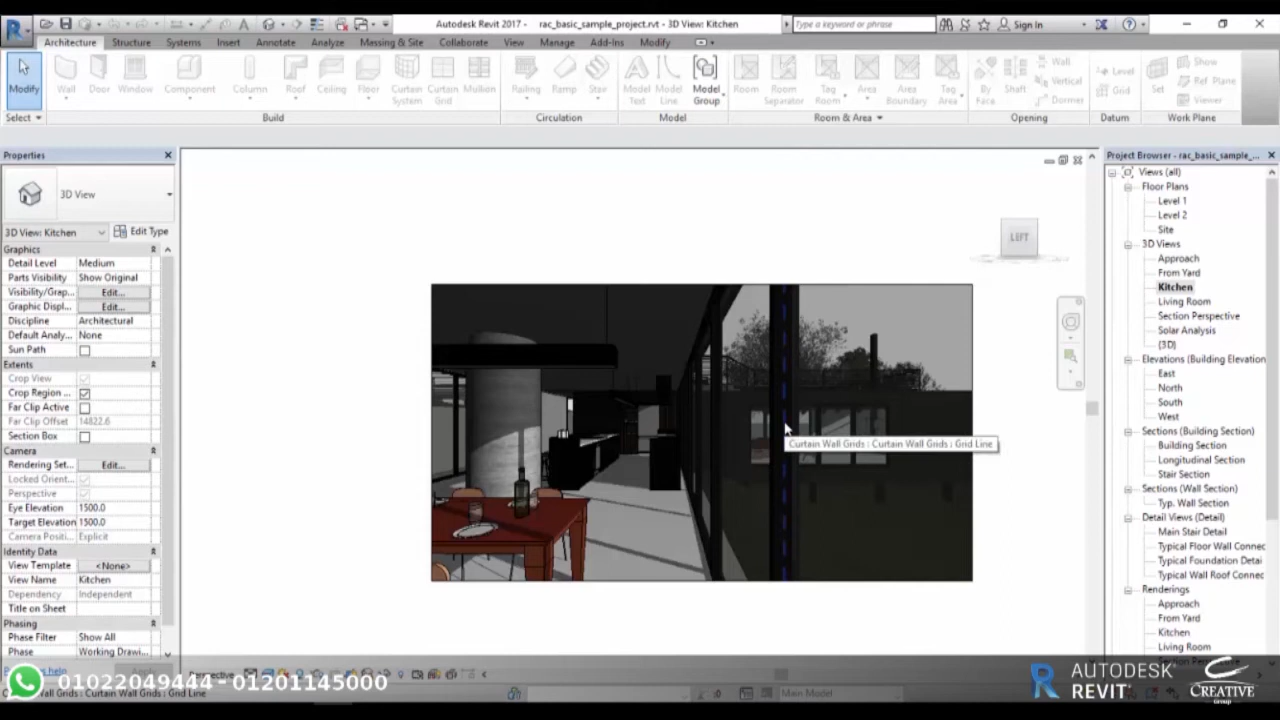 Autodesk Revit 2017 - rac_basic_sample_project.rvt - 3D View: Kitchen
Type a keyword or phrase
Sign In
Architecture Structure Systems Insert Annotate Analyze Massing & Site Collaborate View Manage Add-Ins Modify
Modify Wall Door Window Component Column Roof Ceiling Floor Curtain System Curtain Grid Mullion Railing Ramp Stair Model Text Model Line Model Group Room Room Separator Tag Room Area Area Boundary Tag Area By Face Shaft Wall Vertical Dormer Level Grid Set Show Ref Plane Viewer
Select Build Circulation Model Room & Area Opening Datum Work Plane
Properties
3D View
3D View: Kitchen Edit Type
Graphics
Detail Level Medium
Parts Visibility Show Original
Visibility/Grap... Edit...
Graphic Displ... Edit...
Discipline Architectural
Default Analy... None
Sun Path
Extents
Crop View
Crop Region ...
Far Clip Active
Far Clip Offset 14822.6
Section Box
Camera
Rendering Set... Edit...
Locked Orient...
Perspective
Eye Elevation 1500.0
Target Elevation 1500.0
Camera Positi... Explicit
Identity Data
View Template <None>
View Name Kitchen
Dependency Independent
Title on Sheet
Phasing
Phase Filter Show All
Phase Working Drawi...
LEFT
Curtain Wall Grids : Curtain Wall Grids : Grid Line
Project Browser - rac_basic_sample_...
Views (all)
Floor Plans
Level 1
Level 2
Site
3D Views
Approach
From Yard
Kitchen
Living Room
Section Perspective
Solar Analysis
{3D}
Elevations (Building Elevation
East
North
South
West
Sections (Building Section)
Building Section
Longitudinal Section
Stair Section
Sections (Wall Section)
Typ. Wall Section
Detail Views (Detail)
Main Stair Detail
Typical Floor Wall Connec
Typical Foundation Detai
Typical Wall Roof Connec
Renderings
Approach
From Yard
Kitchen
Living Room
01022049444 - 01201145000
Wall Grids : Curtain Wall Grids : Grid Line
:0
Main Model
AUTODESK
REVIT
CREATIVE
Group